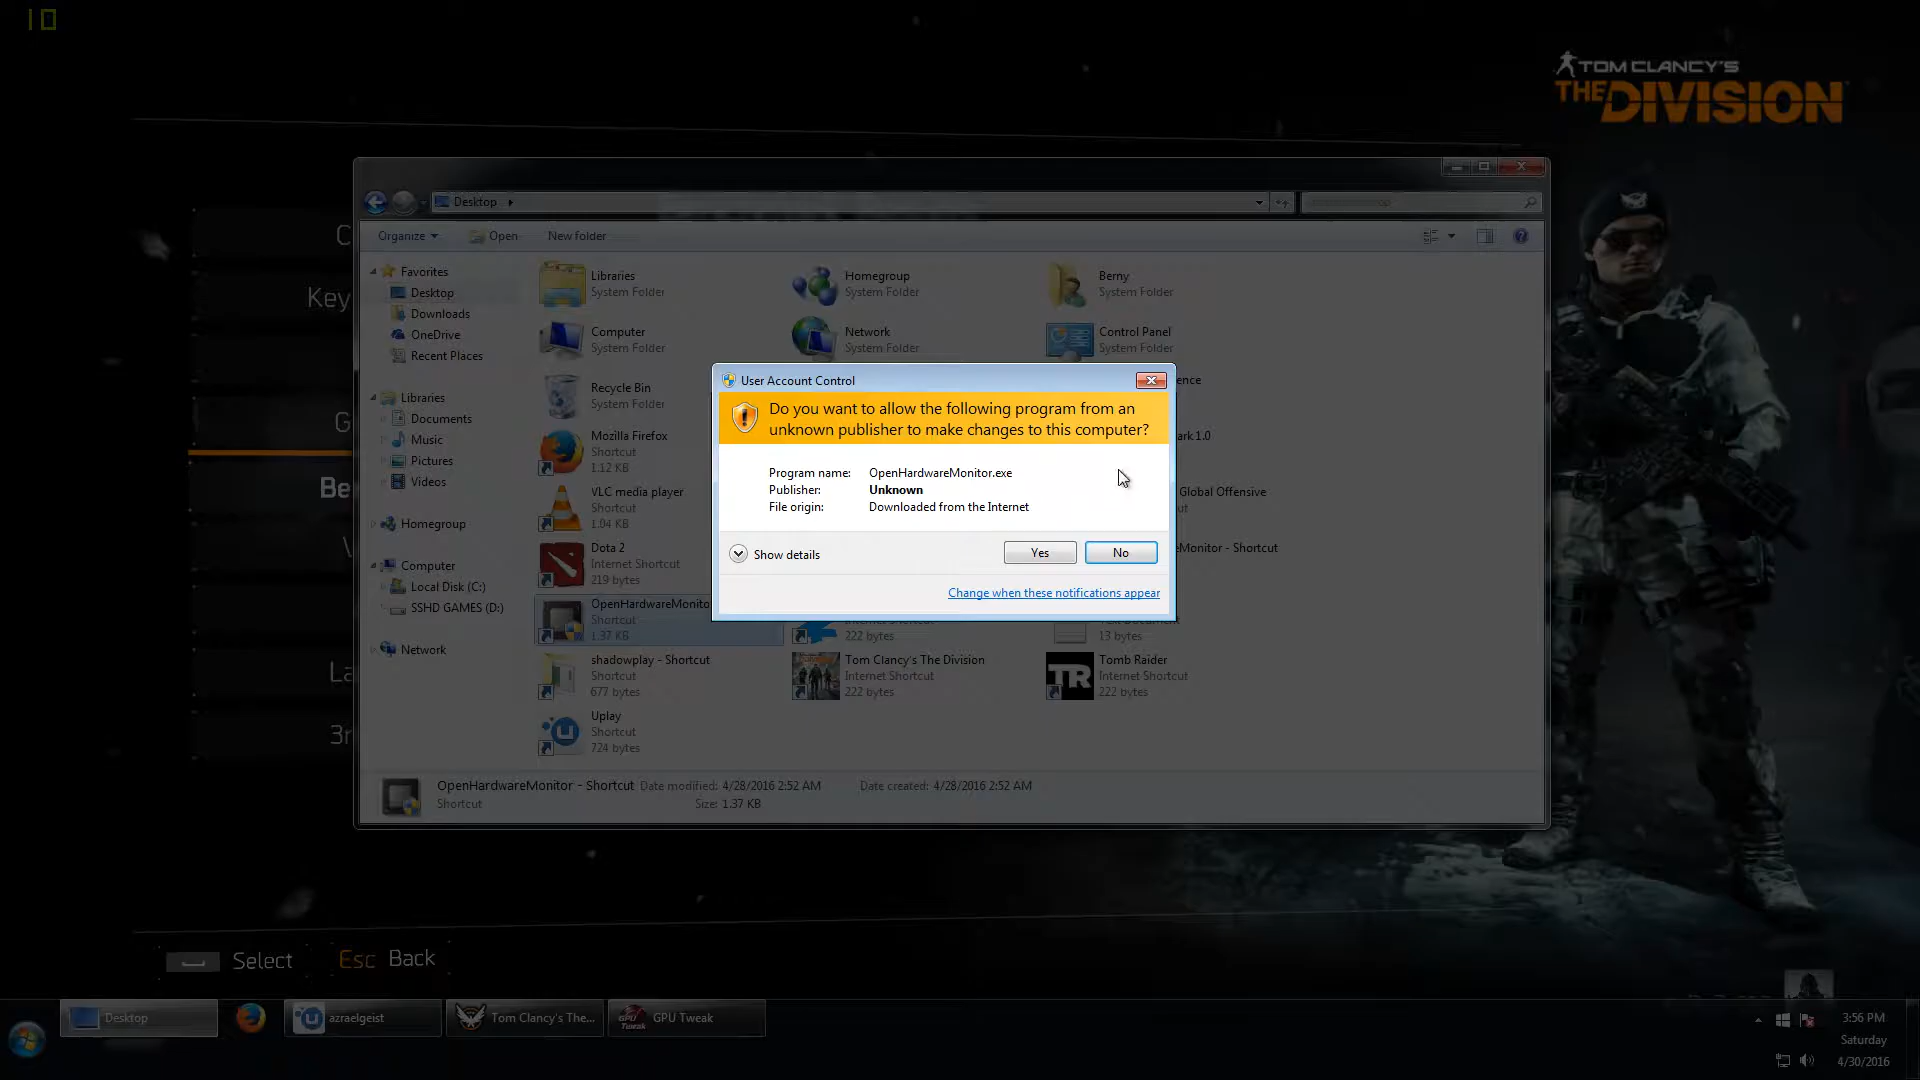 10
TOM CLANCY'S
THE DIVISION
Desktop
Organize
Open
New folder
Favorites
Desktop
Downloads
OneDrive
Recent Places
Libraries
Documents
Music
Pictures
Videos
Homegroup
Computer
Local Disk (C:)
SSHD GAMES (D:)
Network
Key
Libraries
System Folder
Homegroup
System Folder
Berny
System Folder
Computer
System Folder
Network
System Folder
Control Panel
System Folder
Recycle Bin
System Folder
Mozilla Firefox
Shortcut
1.12 KB
VLC media player
Shortcut
1.04 KB
Global Offensive
Dota 2
Internet Shortcut
219 bytes
Monitor - Shortcut
OpenHardwareMonito
Shortcut
1.37 KB
222 bytes
13 bytes
shadowplay - Shortcut
Shortcut
677 bytes
Tom Clancy's The Division
Internet Shortcut
222 bytes
Tomb Raider
Internet Shortcut
222 bytes
TR
Uplay
Shortcut
724 bytes
User Account Control
Do you want to allow the following program from an
unknown publisher to make changes to this computer?
Program name: OpenHardwareMonitor.exe
Publisher: Unknown
File origin: Downloaded from the Internet
Show details
Yes
No
Change when these notifications appear
OpenHardwareMonitor - Shortcut Date modified: 4/28/2016 2:52 AM Date created: 4/28/2016 2:52 AM
Shortcut Size: 1.37 KB
Select
Esc Back
Desktop
azraelgeist
Tom Clancy's The...
GPU Tweak
3:56 PM
Saturday
4/30/2016